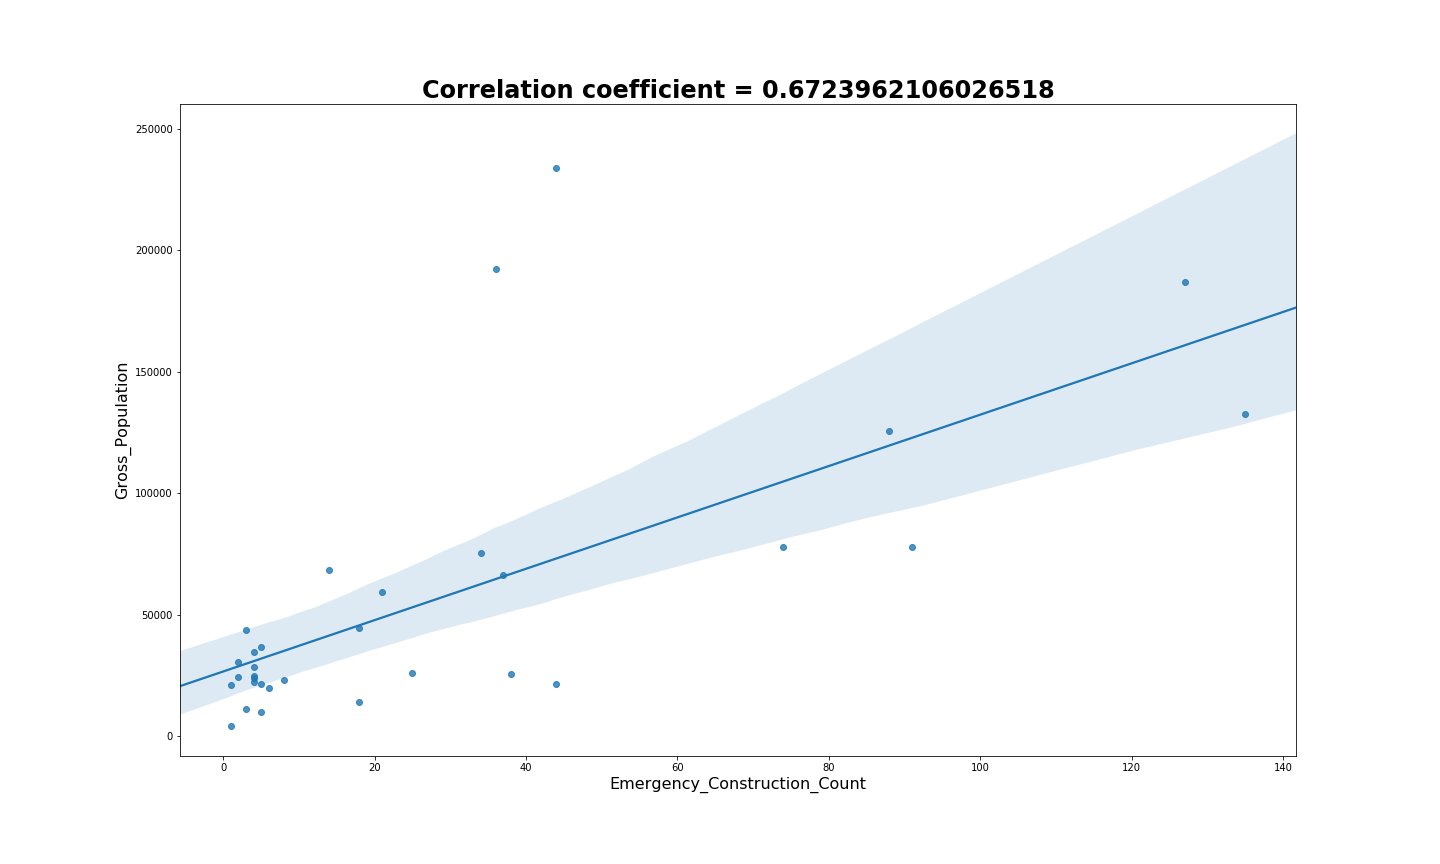 Correlation coefficient = 0.6723962106026518
250000
200000
150000
100000
50000
0
Gross_Population
0 20 40 60 80 100 120 140
Emergency_Construction_Count